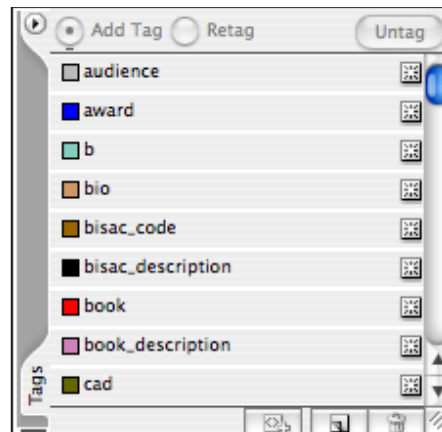 Add Tag Retag Untag
audience
award
b
bio
bisac_code
bisac_description
book
book_description
cad
Tags